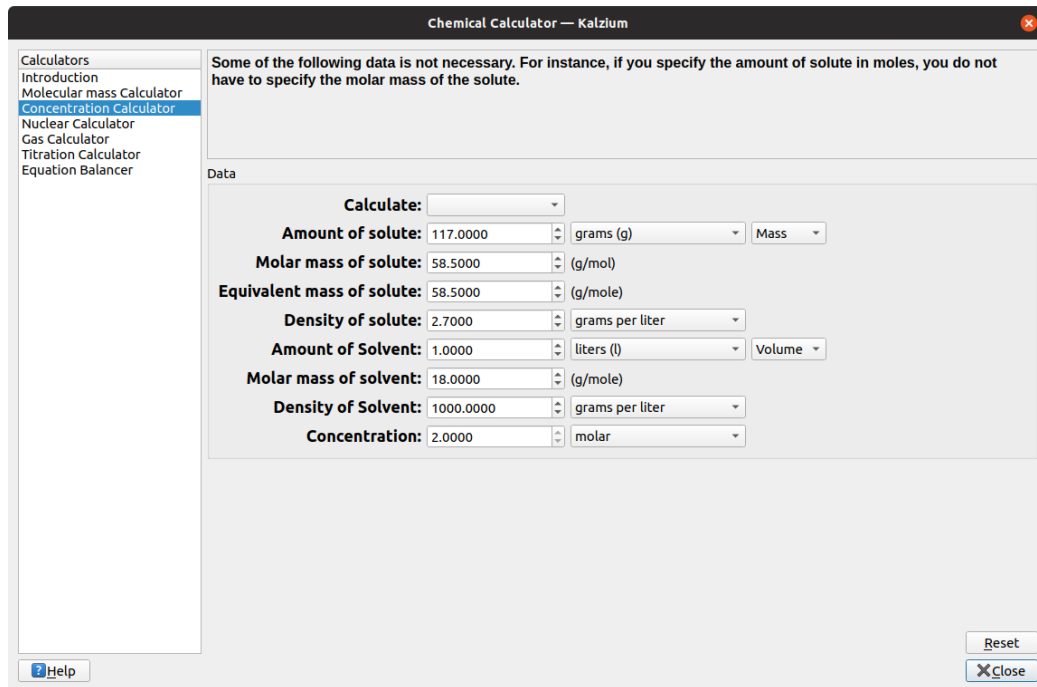 Chemical Calculator — Kalzium
Calculators
Introduction
Molecular mass Calculator
Concentration Calculator
Nuclear Calculator
Gas Calculator
Titration Calculator
Equation Balancer
Some of the following data is not necessary. For instance, if you specify the amount of solute in moles, you do not
have to specify the molar mass of the solute.
Data
Calculate:
Amount of solute: 117.0000 grams (g) Mass
Molar mass of solute: 58.5000 (g/mol)
Equivalent mass of solute: 58.5000 (g/mole)
Density of solute: 2.7000 grams per liter
Amount of Solvent: 1.0000 liters (l) Volume
Molar mass of solvent: 18.0000 (g/mole)
Density of Solvent: 1000.0000 grams per liter
Concentration: 2.0000 molar
Reset
Help
Close